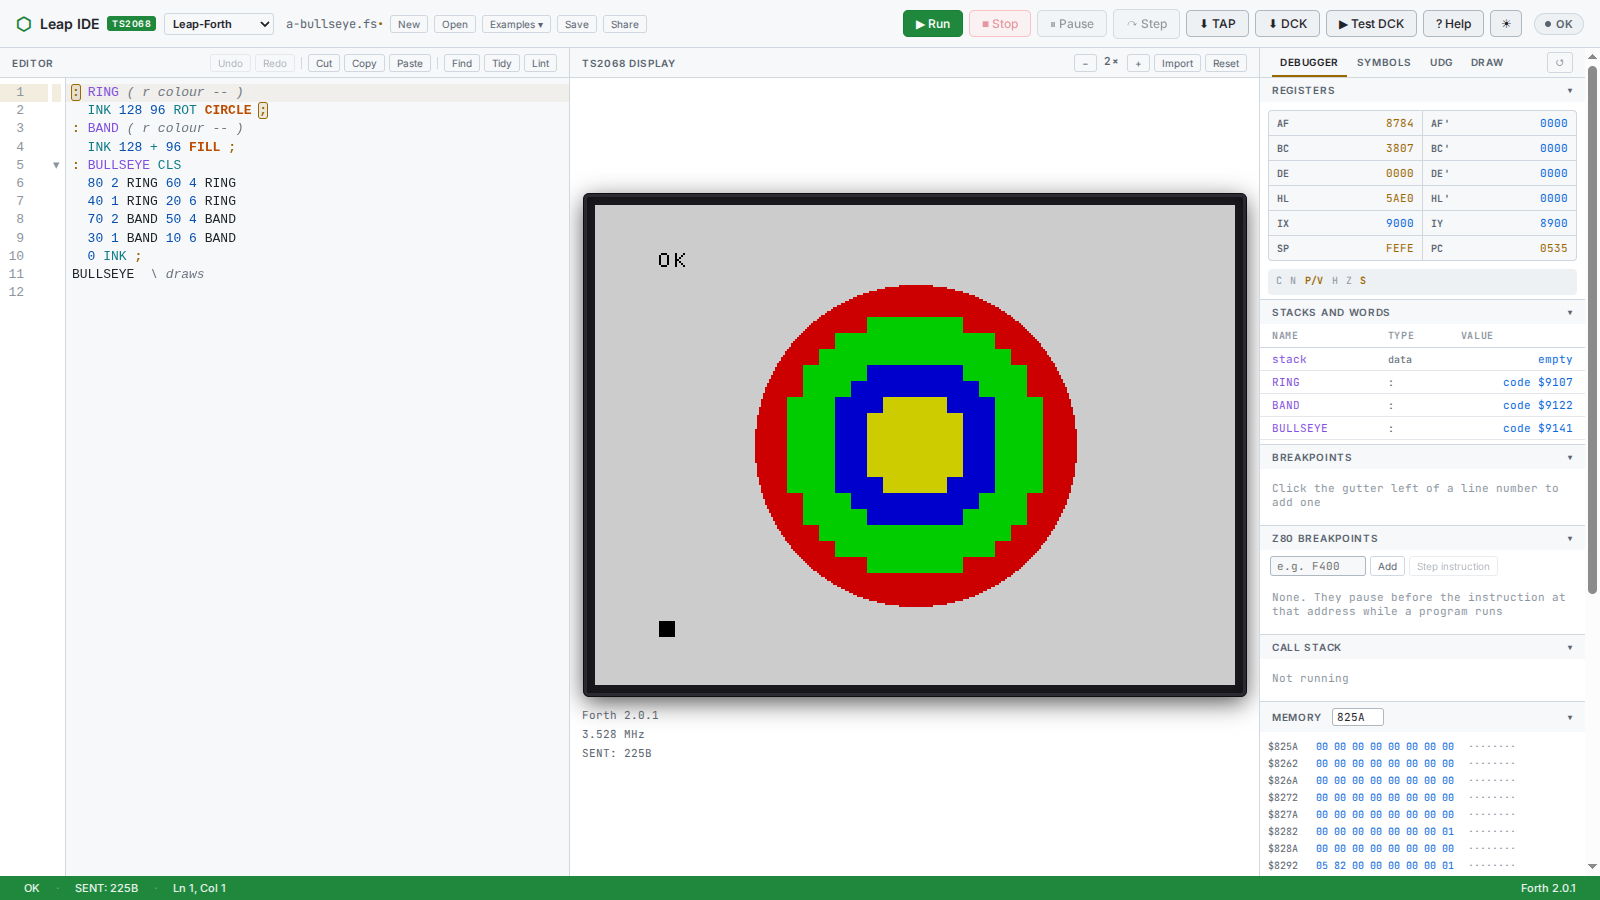 Leap IDE TS2068 Leap-Forth a-bullseye.fs• New Open Examples ▾ Save Share ▶ Run ■ Stop ⏸ Pause ↷ Step ⬇ TAP ⬇ DCK ▶ Test DCK ? Help ☀ ● OK
EDITOR Undo Redo Cut Copy Paste Find Tidy Lint
1 : RING ( r colour -- )
2 INK 128 96 ROT CIRCLE ;
3 : BAND ( r colour -- )
4 INK 128 + 96 FILL ;
5 ▼ : BULLSEYE CLS
6 80 2 RING 60 4 RING
7 40 1 RING 20 6 RING
8 70 2 BAND 50 4 BAND
9 30 1 BAND 10 6 BAND
10 0 INK ;
11 BULLSEYE \ draws
12
TS2068 DISPLAY − 2× + Import Reset
OK
Forth 2.0.1
3.528 MHz
SENT: 225B
DEBUGGER SYMBOLS UDG DRAW ↺
REGISTERS ▾
AF 8784 AF' 0000
BC 3807 BC' 0000
DE 0000 DE' 0000
HL 5AE0 HL' 0000
IX 9000 IY 8900
SP FEFE PC 0535
C N P/V H Z S
STACKS AND WORDS ▾
NAME TYPE VALUE
stack data empty
RING : code $9107
BAND : code $9122
BULLSEYE : code $9141
BREAKPOINTS ▾
Click the gutter left of a line number to
add one
Z80 BREAKPOINTS ▾
e.g. F400 Add Step instruction
None. They pause before the instruction at
that address while a program runs
CALL STACK ▾
Not running
MEMORY 825A ▾
$825A 00 00 00 00 00 00 00 00 ········
$8262 00 00 00 00 00 00 00 00 ········
$826A 00 00 00 00 00 00 00 00 ········
$8272 00 00 00 00 00 00 00 00 ········
$827A 00 00 00 00 00 00 00 00 ········
$8282 00 00 00 00 00 00 00 01 ········
$828A 00 00 00 00 00 00 00 00 ········
$8292 05 82 00 00 00 00 00 01 ········
OK · SENT: 225B · Ln 1, Col 1 Forth 2.0.1